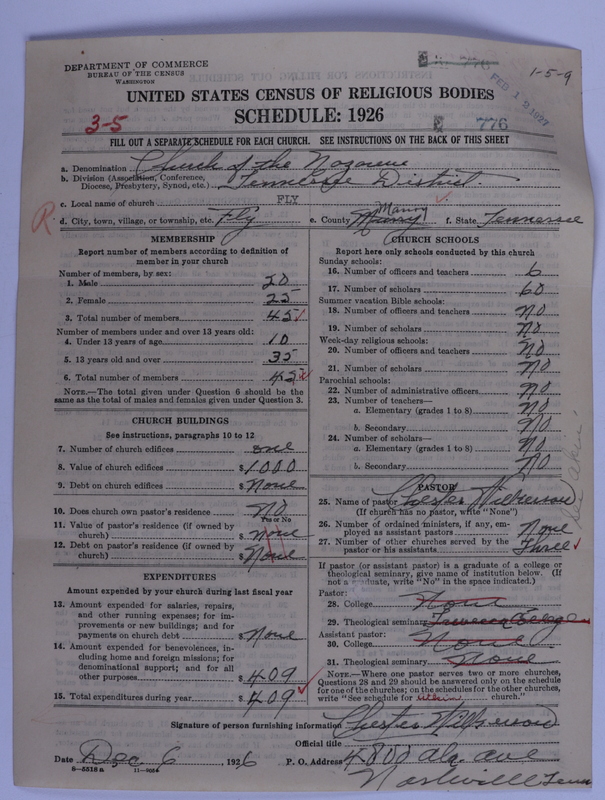 DEPARTMENT OF COMMERCE
BUREAU OF THE CENSUS
WASHINGTON
776
FEB 12 1927
1-5-9
UNITED STATES CENSUS OF RELIGIOUS BODIES
SCHEDULE: 1926
3-5
776
FILL OUT A SEPARATE SCHEDULE FOR EACH CHURCH. SEE INSTRUCTIONS ON THE BACK OF THIS SHEET
a. Denomination Church of the Nazarene
b. Division (Association, Conference, Diocese, Presbytery, Synod, etc.) Tennessee District
c. Local name of church FLY
R
d. City, town, village, or township, etc. Fly e. County Maury Maury f. State Tennessee
MEMBERSHIP
Report number of members according to definition of
member in your church
Number of members, by sex:
1. Male 20
2. Female 25
3. Total number of members 45
Number of members under and over 13 years old:
4. Under 13 years of age 10
5. 13 years old and over 35
6. Total number of members 45
NOTE.—The total given under Question 6 should be
same as the total of males and females given under Question 3.
CHURCH BUILDINGS
See instructions, paragraphs 10 to 12
7. Number of church edifices one
8. Value of church edifices $1000
9. Debt on church edifices $None
10. Does church own pastor's residence? No
Yes or No
11. Value of pastor's residence (if owned by
church) $None
12. Debt on pastor's residence (if owned by
church) $None
EXPENDITURES
Amount expended by your church during last fiscal year
13. Amount expended for salaries, repairs,
and other running expenses; for im-
provements or new buildings; and for
payments on church debt $None
14. Amount expended for benevolences, in-
cluding home and foreign missions; for
denominational support; and for all
other purposes $409
15. Total expenditures during year $409
CHURCH SCHOOLS
Report here only schools conducted by this church
Sunday schools:
16. Number of officers and teachers 6
17. Number of scholars 60
Summer vacation Bible schools:
18. Number of officers and teachers No
19. Number of scholars No
Week-day religious schools:
20. Number of officers and teachers No
21. Number of scholars No
Parochial schools:
22. Number of administrative officers No
23. Number of teachers—
a. Elementary (grades 1 to 8) No
b. Secondary No
24. Number of scholars—
a. Elementary (grades 1 to 8) No
b. Secondary No
PASTOR
25. Name of pastor Chester Wilkerson
(If church has no pastor, write "None")
26. Number of ordained ministers, if any, em-
ployed as assistant pastors None
27. Number of other churches served by the
pastor or his assistants Three
If pastor (or assistant pastor) is a graduate of a college or
theological seminary, give name of institution below. (If
not a graduate, write "No" in the space indicated.)
Pastor:
28. College None
29. Theological seminary Trevecca College
Assistant pastor:
30. College None
31. Theological seminary None
NOTE.—Where one pastor serves two or more churches,
Questions 28 and 29 should be answered only on the schedule
for one of the churches; on the schedules for the other churches,
write "See schedule for church."
Signature of person furnishing information Chester Wilkerson
Official title
Date Dec 6, 1926 P. O. Address 4800 Ala. ave
Nashville Tenn
8—5518 a 11—9664